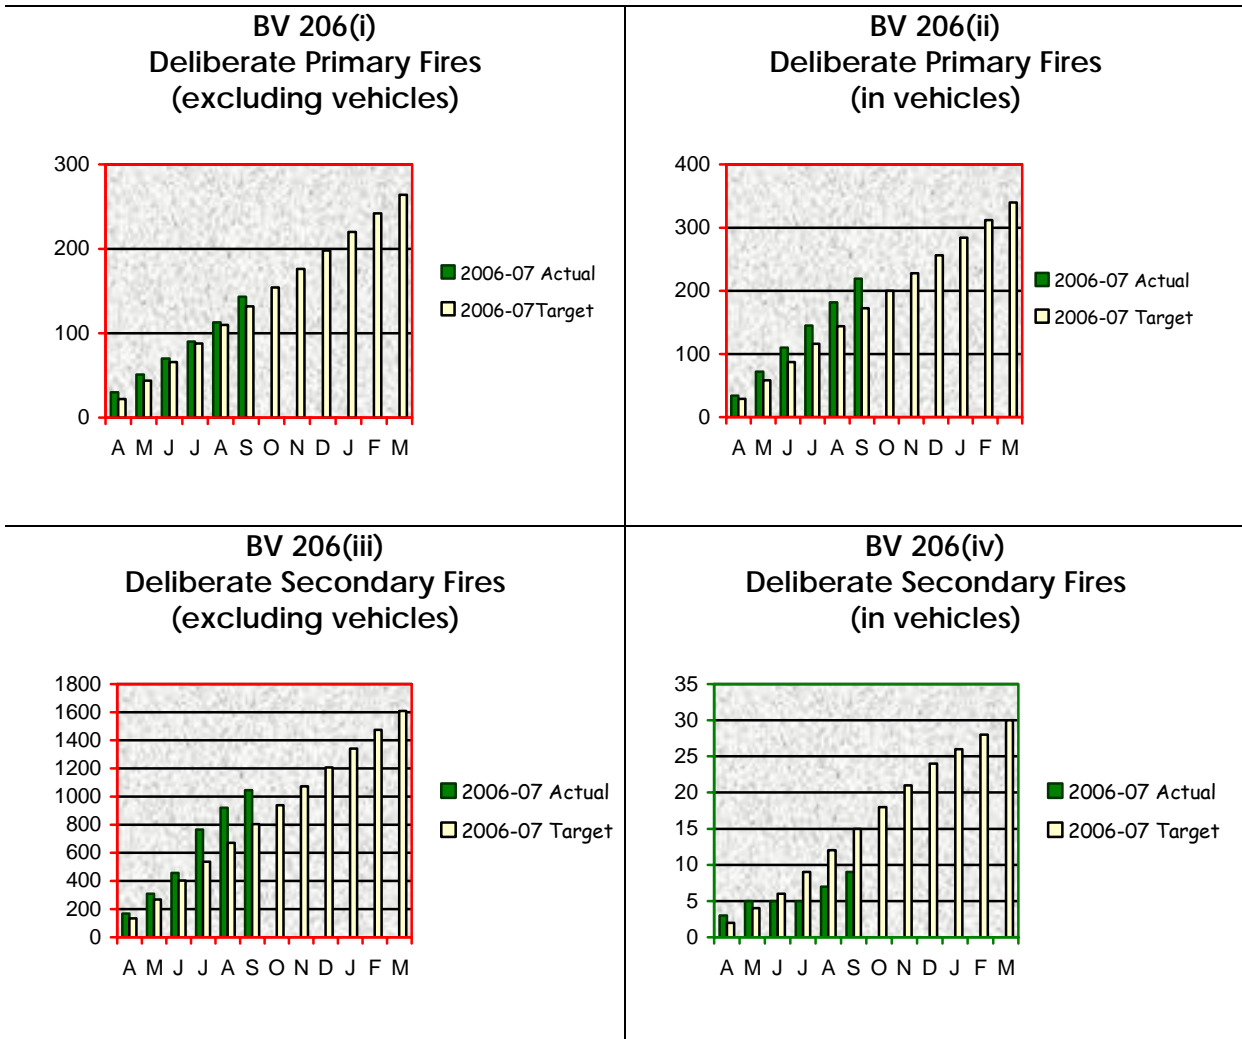 BV 206(i)
Deliberate Primary Fires
(excluding vehicles)
300
200
100
0
A M J J A S O N D J F M
2006-07 Actual
2006-07Target
BV 206(ii)
Deliberate Primary Fires
(in vehicles)
400
300
200
100
0
A M J J A S O N D J F M
2006-07 Actual
2006-07 Target
BV 206(iii)
Deliberate Secondary Fires
(excluding vehicles)
1800
1600
1400
1200
1000
800
600
400
200
0
A M J J A S O N D J F M
2006-07 Actual
2006-07 Target
BV 206(iv)
Deliberate Secondary Fires
(in vehicles)
35
30
25
20
15
10
5
0
A M J J A S O N D J F M
2006-07 Actual
2006-07 Target